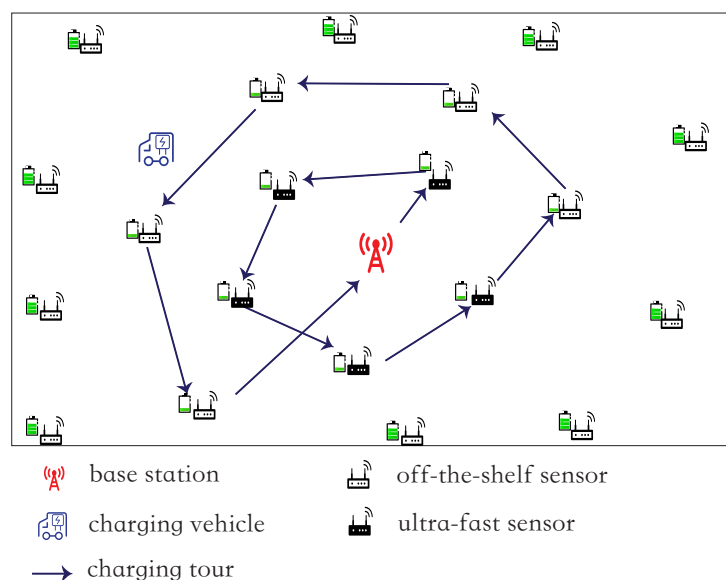 base station
off-the-shelf sensor
charging vehicle
ultra-fast sensor
charging tour